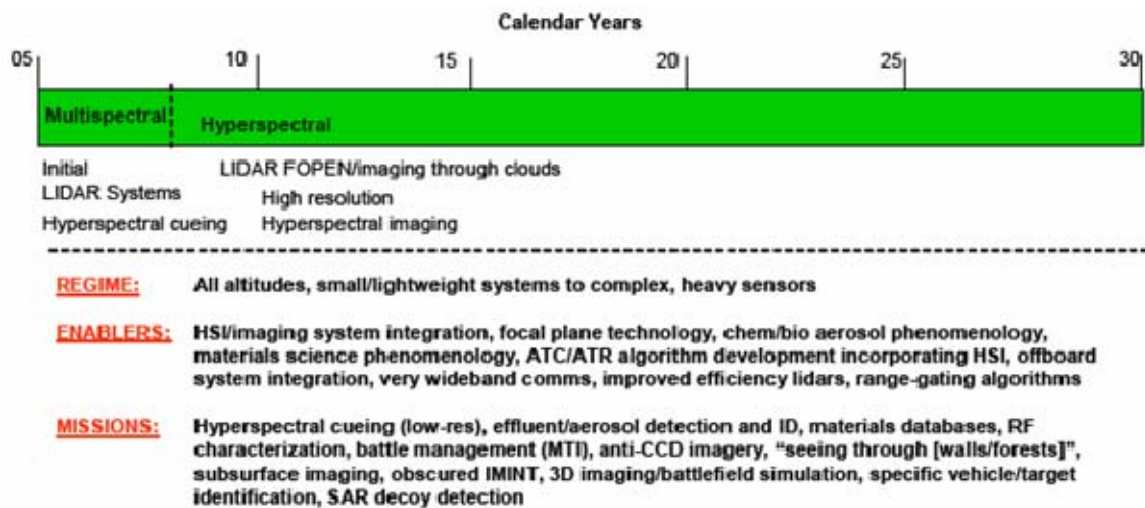 Calendar Years
05 10 15 20 25 30
Multispectral Hyperspectral
Initial LIDAR FOPEN/imaging through clouds
LIDAR Systems High resolution
Hyperspectral cueing Hyperspectral imaging
REGIME: All altitudes, small/lightweight systems to complex, heavy sensors
ENABLERS: HSI/imaging system integration, focal plane technology, chem/bio aerosol phenomenology,
materials science phenomenology, ATC/ATR algorithm development incorporating HSI, offboard
system integration, very wideband comms, improved efficiency lidars, range-gating algorithms
MISSIONS: Hyperspectral cueing (low-res), effluent/aerosol detection and ID, materials databases, RF
characterization, battle management (MTI), anti-CCD imagery, “seeing through [walls/forests]”,
subsurface imaging, obscured IMINT, 3D imaging/battlefield simulation, specific vehicle/target
identification, SAR decoy detection